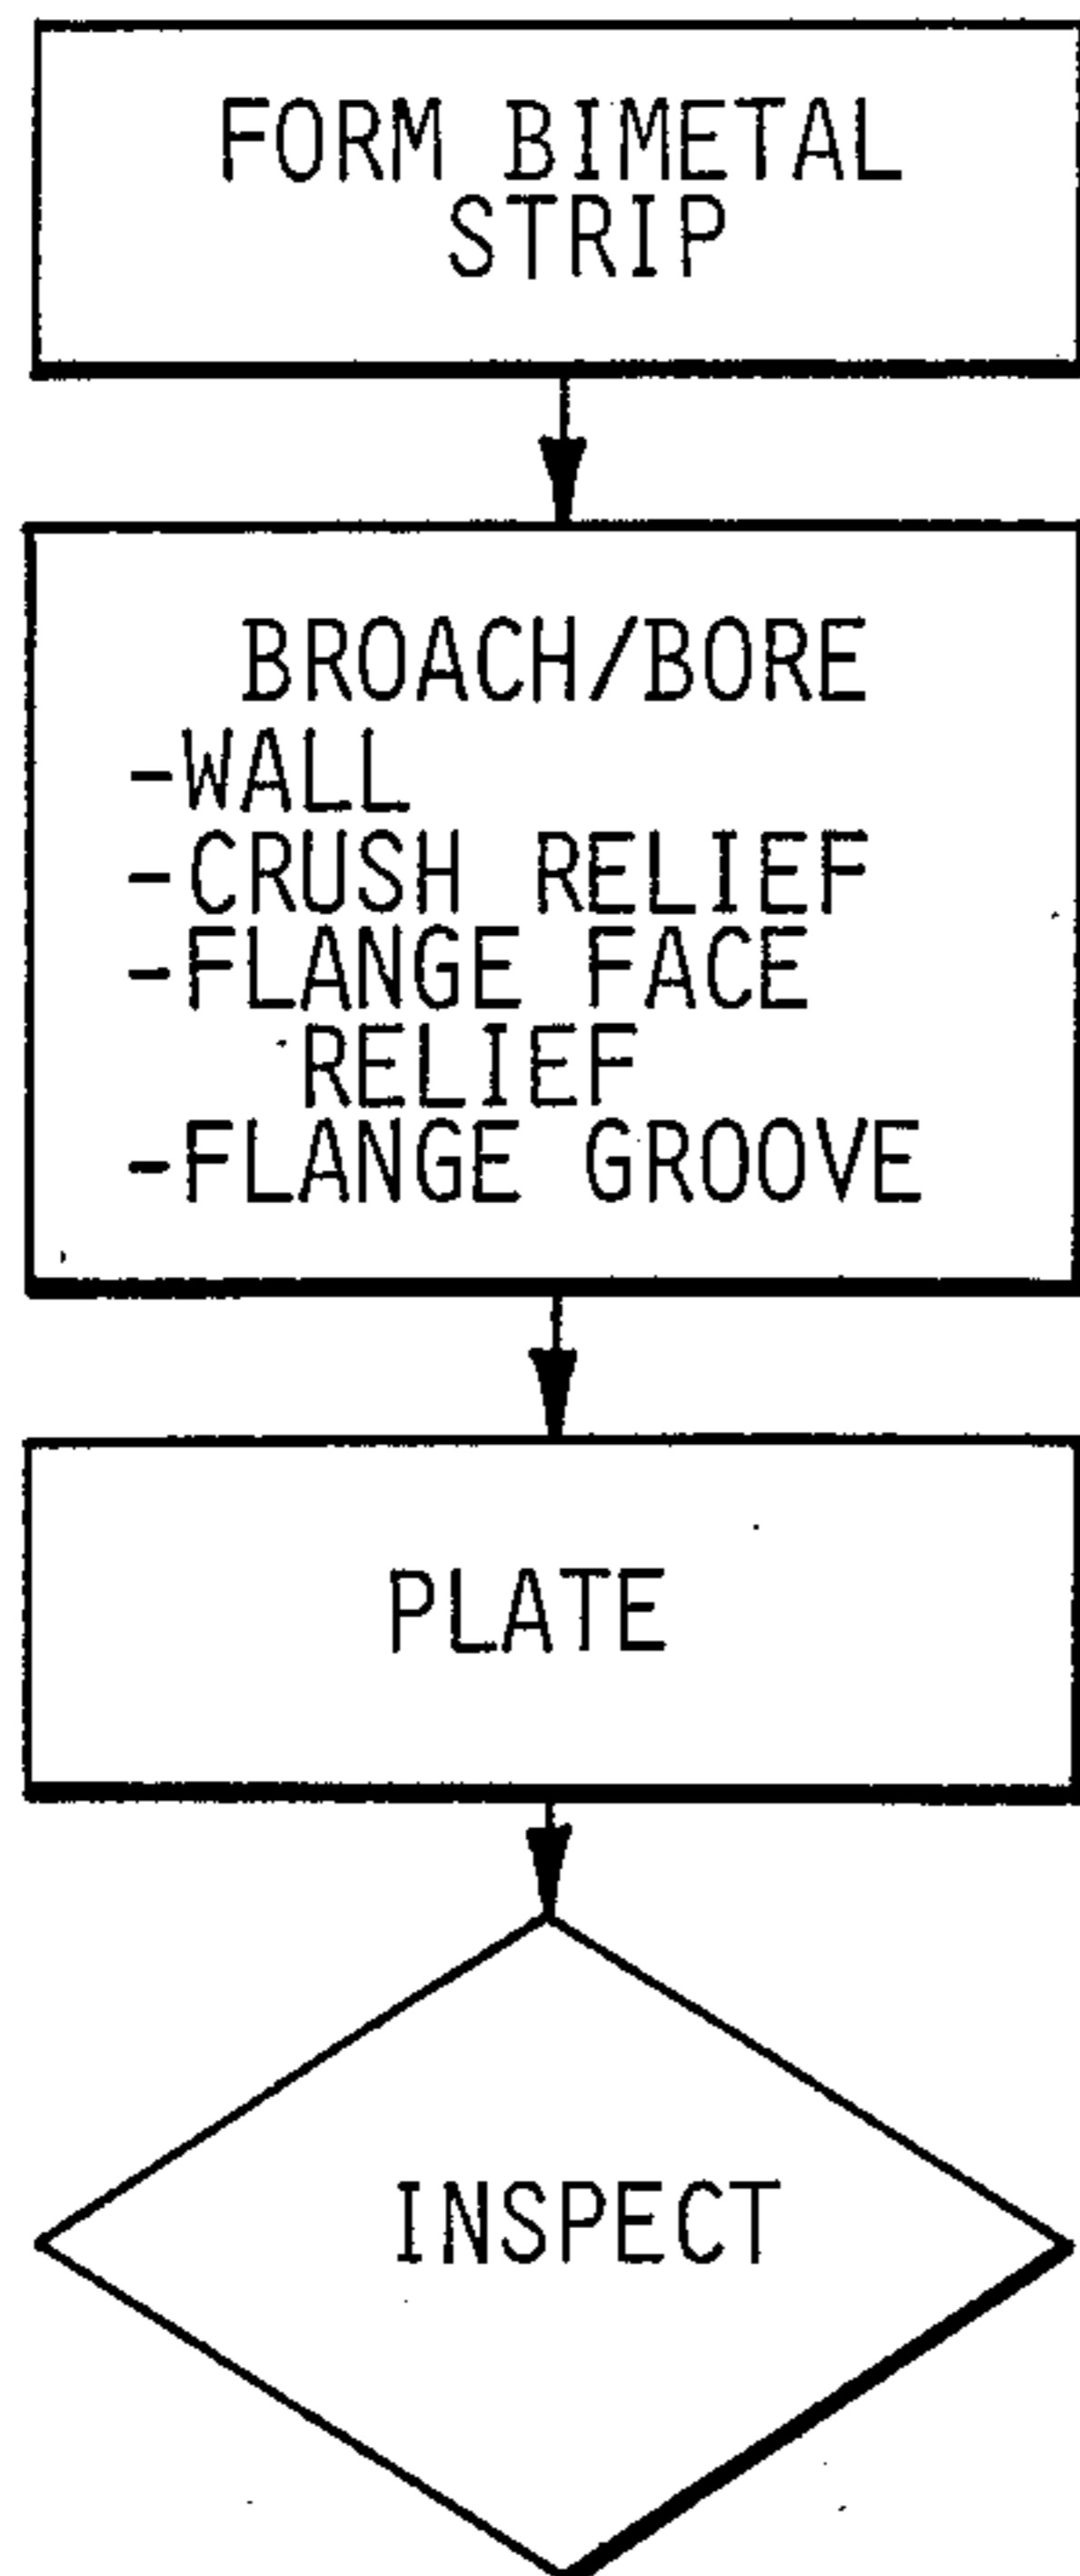 FORM BIMETAL
STRIP
BROACH/BORE
-WALL
-CRUSH RELIEF
-FLANGE FACE
RELIEF
-FLANGE GROOVE
PLATE
INSPECT